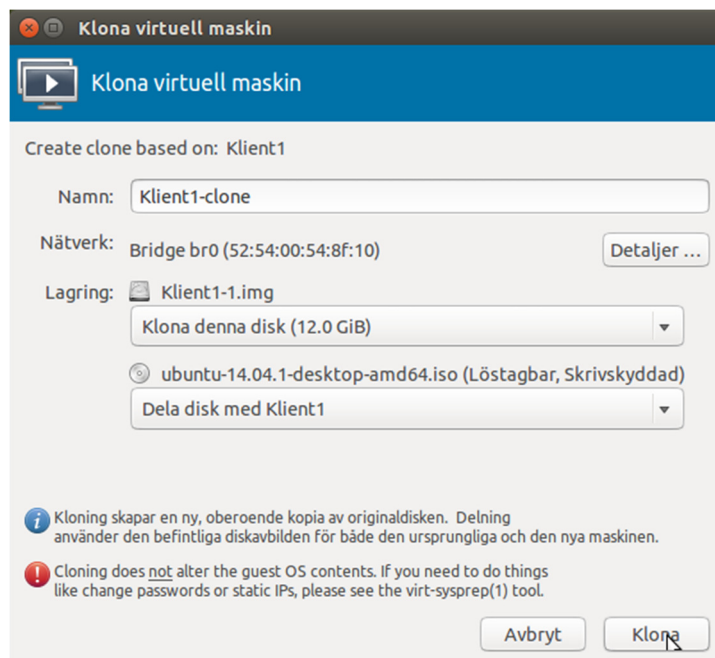 Klona virtuell maskin
Klona virtuell maskin
Create clone based on: Klient1
Namn: Klient1-clone
Nätverk: Bridge br0 (52:54:00:54:8f:10) Detaljer ...
Lagring: Klient1-1.img
Klona denna disk (12.0 GiB)
ubuntu-14.04.1-desktop-amd64.iso (Löstagbar, Skrivskyddad)
Dela disk med Klient1
Kloning skapar en ny, oberoende kopia av originaldisken. Delning
använder den befintliga diskavbilden för både den ursprungliga och den nya maskinen.
Cloning does not alter the guest OS contents. If you need to do things
like change passwords or static IPs, please see the virt-sysprep(1) tool.
Avbryt Klona